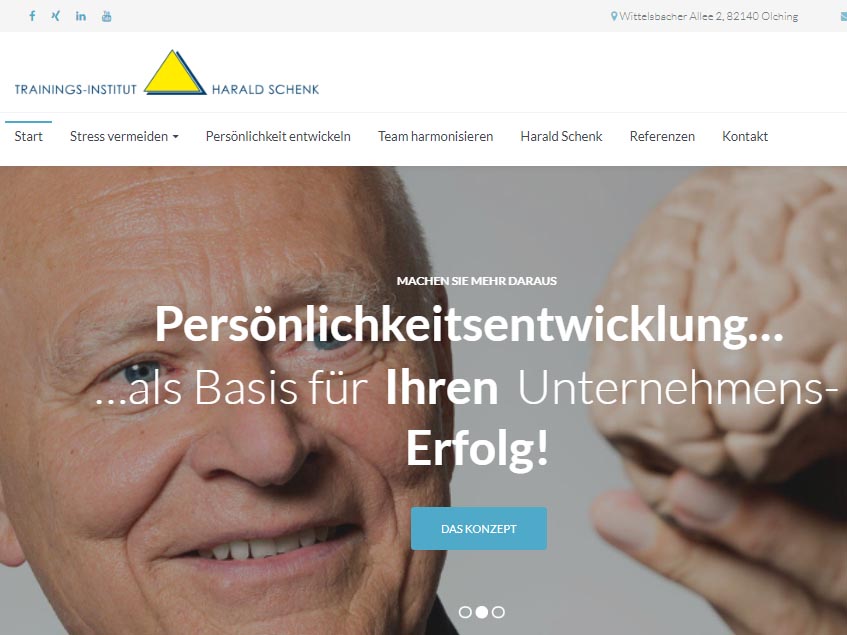 Wittelsbacher Allee 2, 82140 Olching
TRAININGS-INSTITUT HARALD SCHENK
Start Stress vermeiden Persönlichkeit entwickeln Team harmonisieren Harald Schenk Referenzen Kontakt
MACHEN SIE MEHR DARAUS
Persönlichkeitsentwicklung...
...als Basis für Ihren Unternehmens-
Erfolg!
DAS KONZEPT